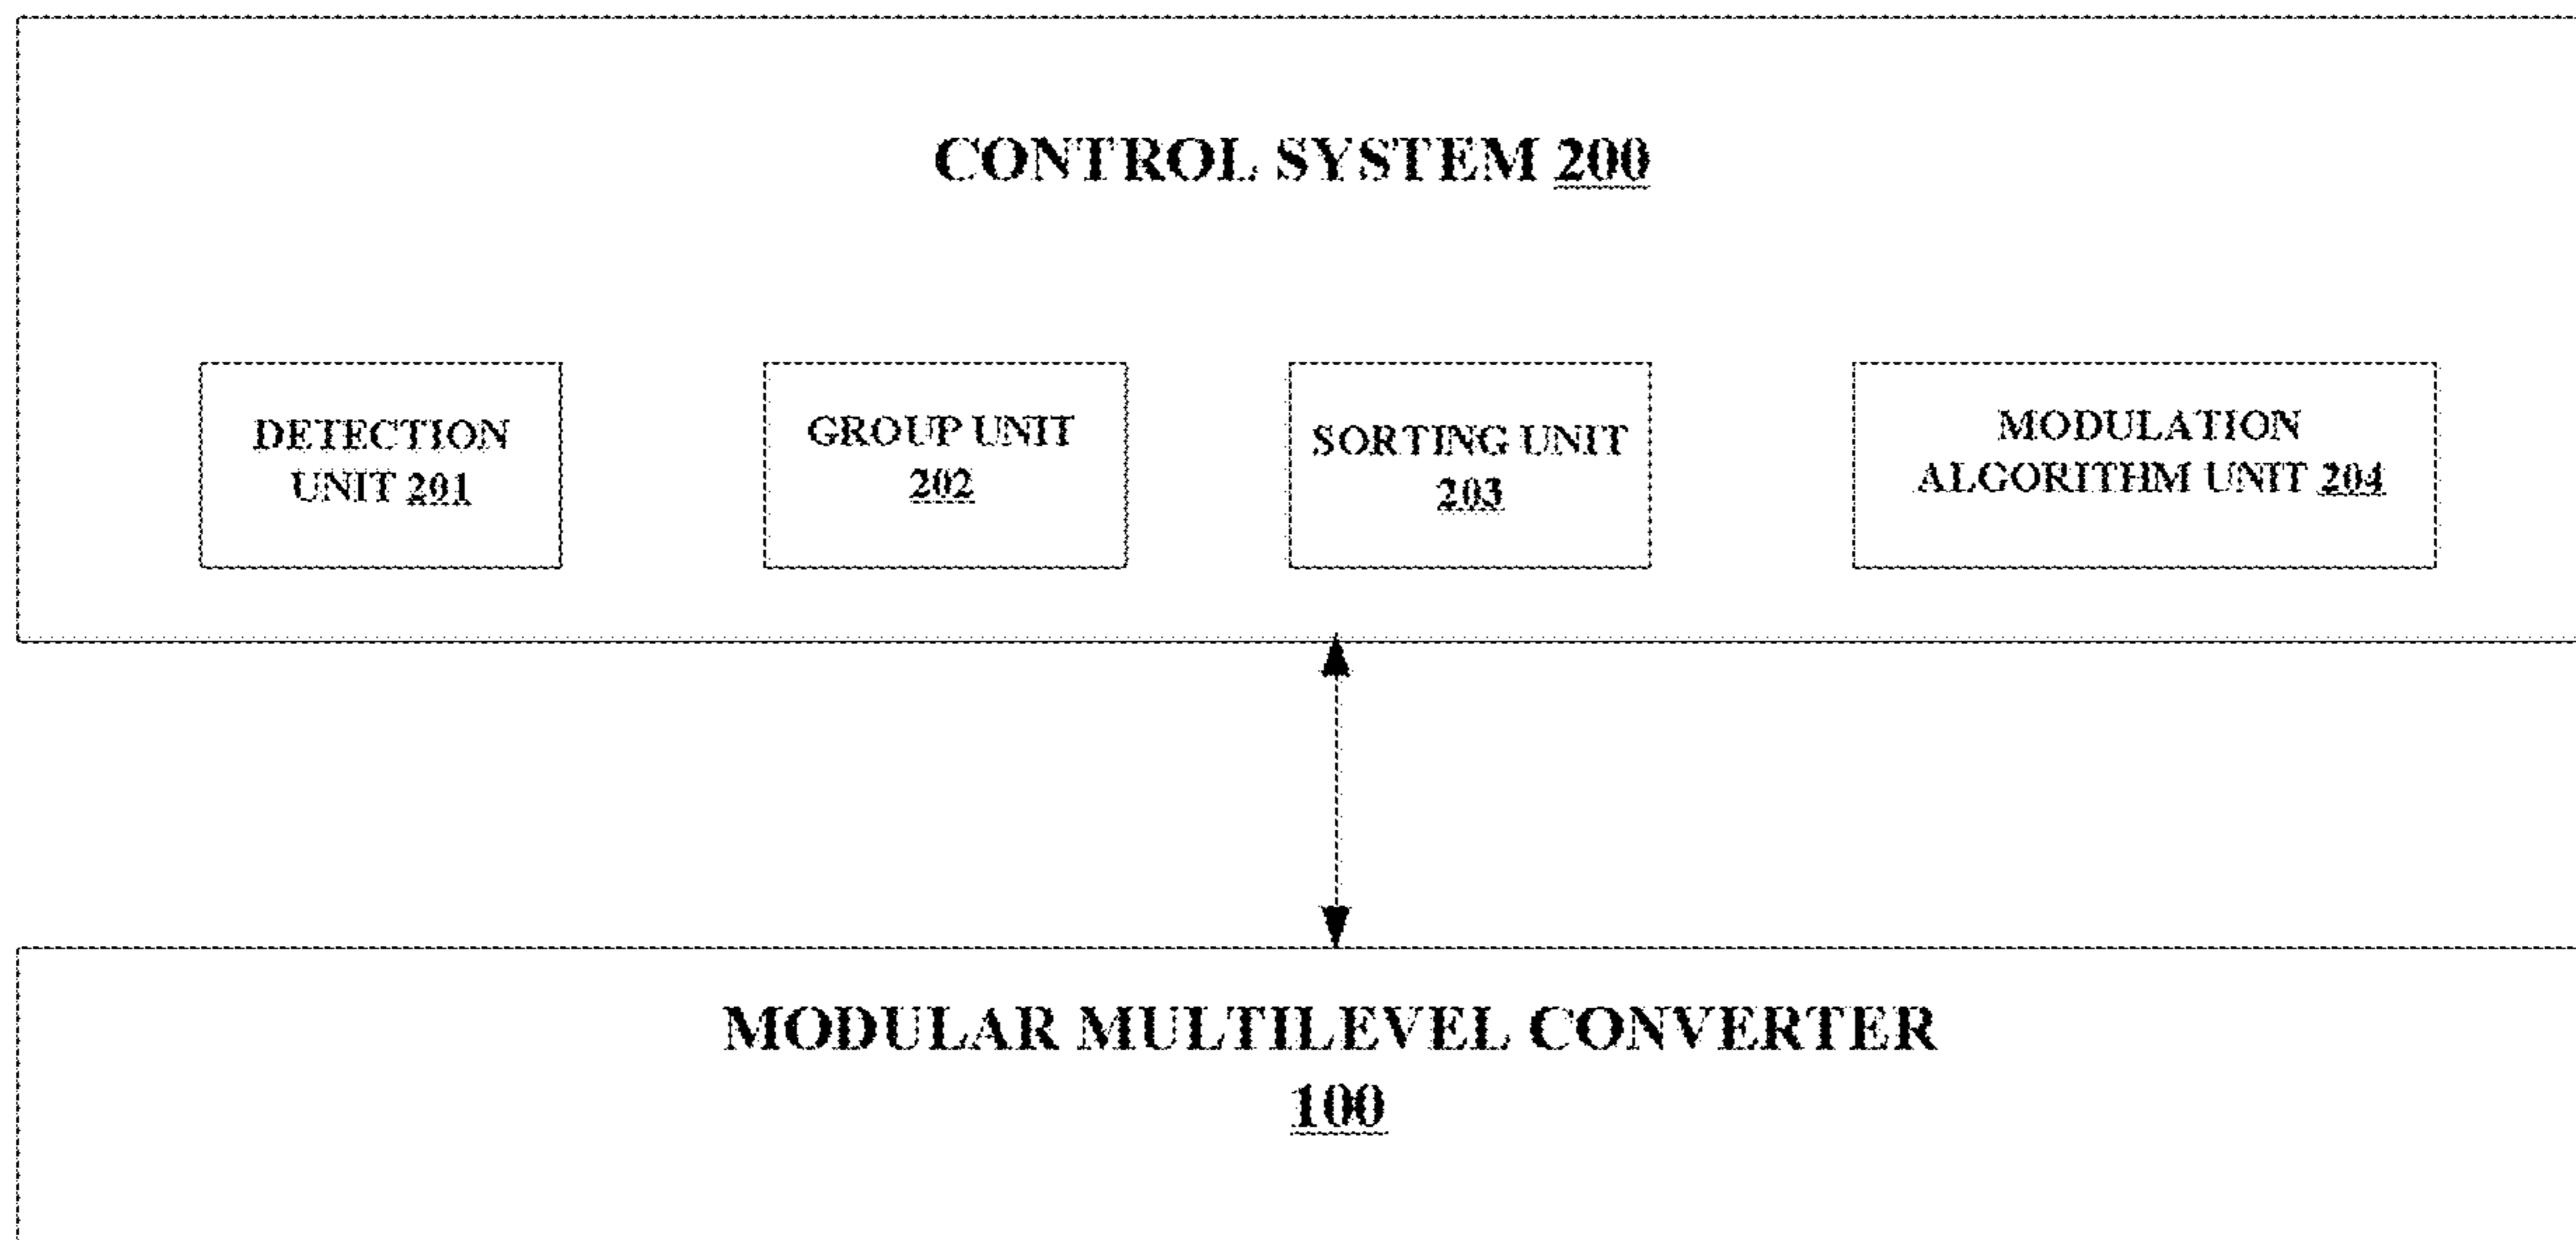 CONTROL SYSTEM 200
DETECTION
UNIT 201
GROUP UNIT
202
SORTING UNIT
203
MODULATION
ALGORITHM UNIT 204
MODULAR MULTILEVEL CONVERTER
100